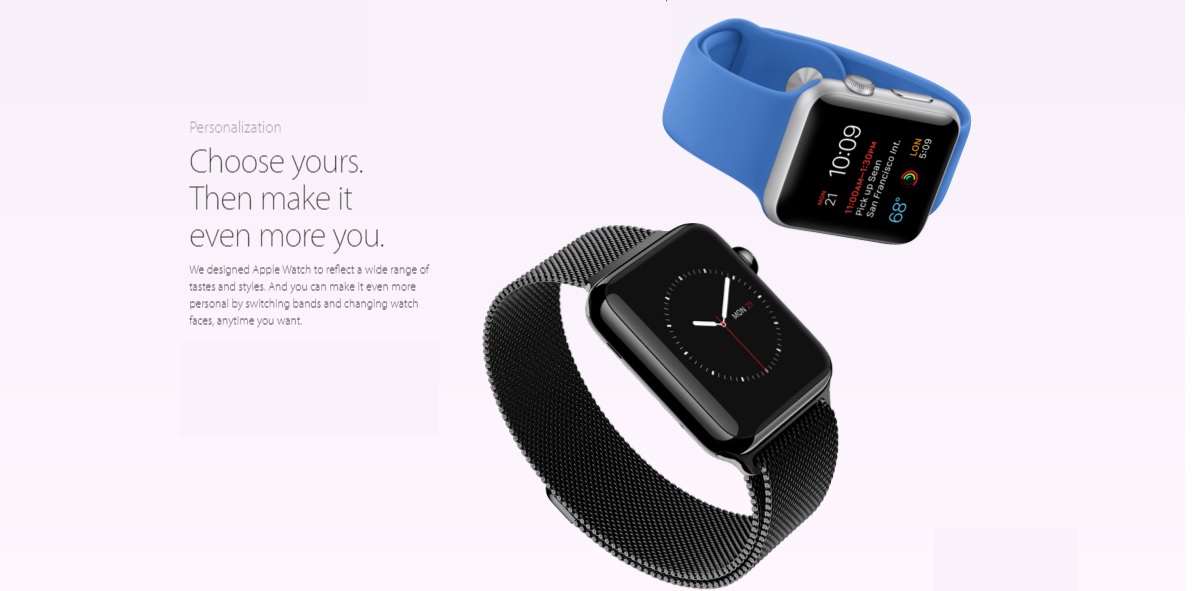 Personalization
Choose yours.
Then make it
even more you.
We designed Apple Watch to reflect a wide range of
tastes and styles. And you can make it even more
personal by switching bands and changing watch
faces, anytime you want.
MON
21
10:09
11:00AM–1:30PM
Pick up Sean
San Francisco Int.
68°
LON
5:09
MON 21